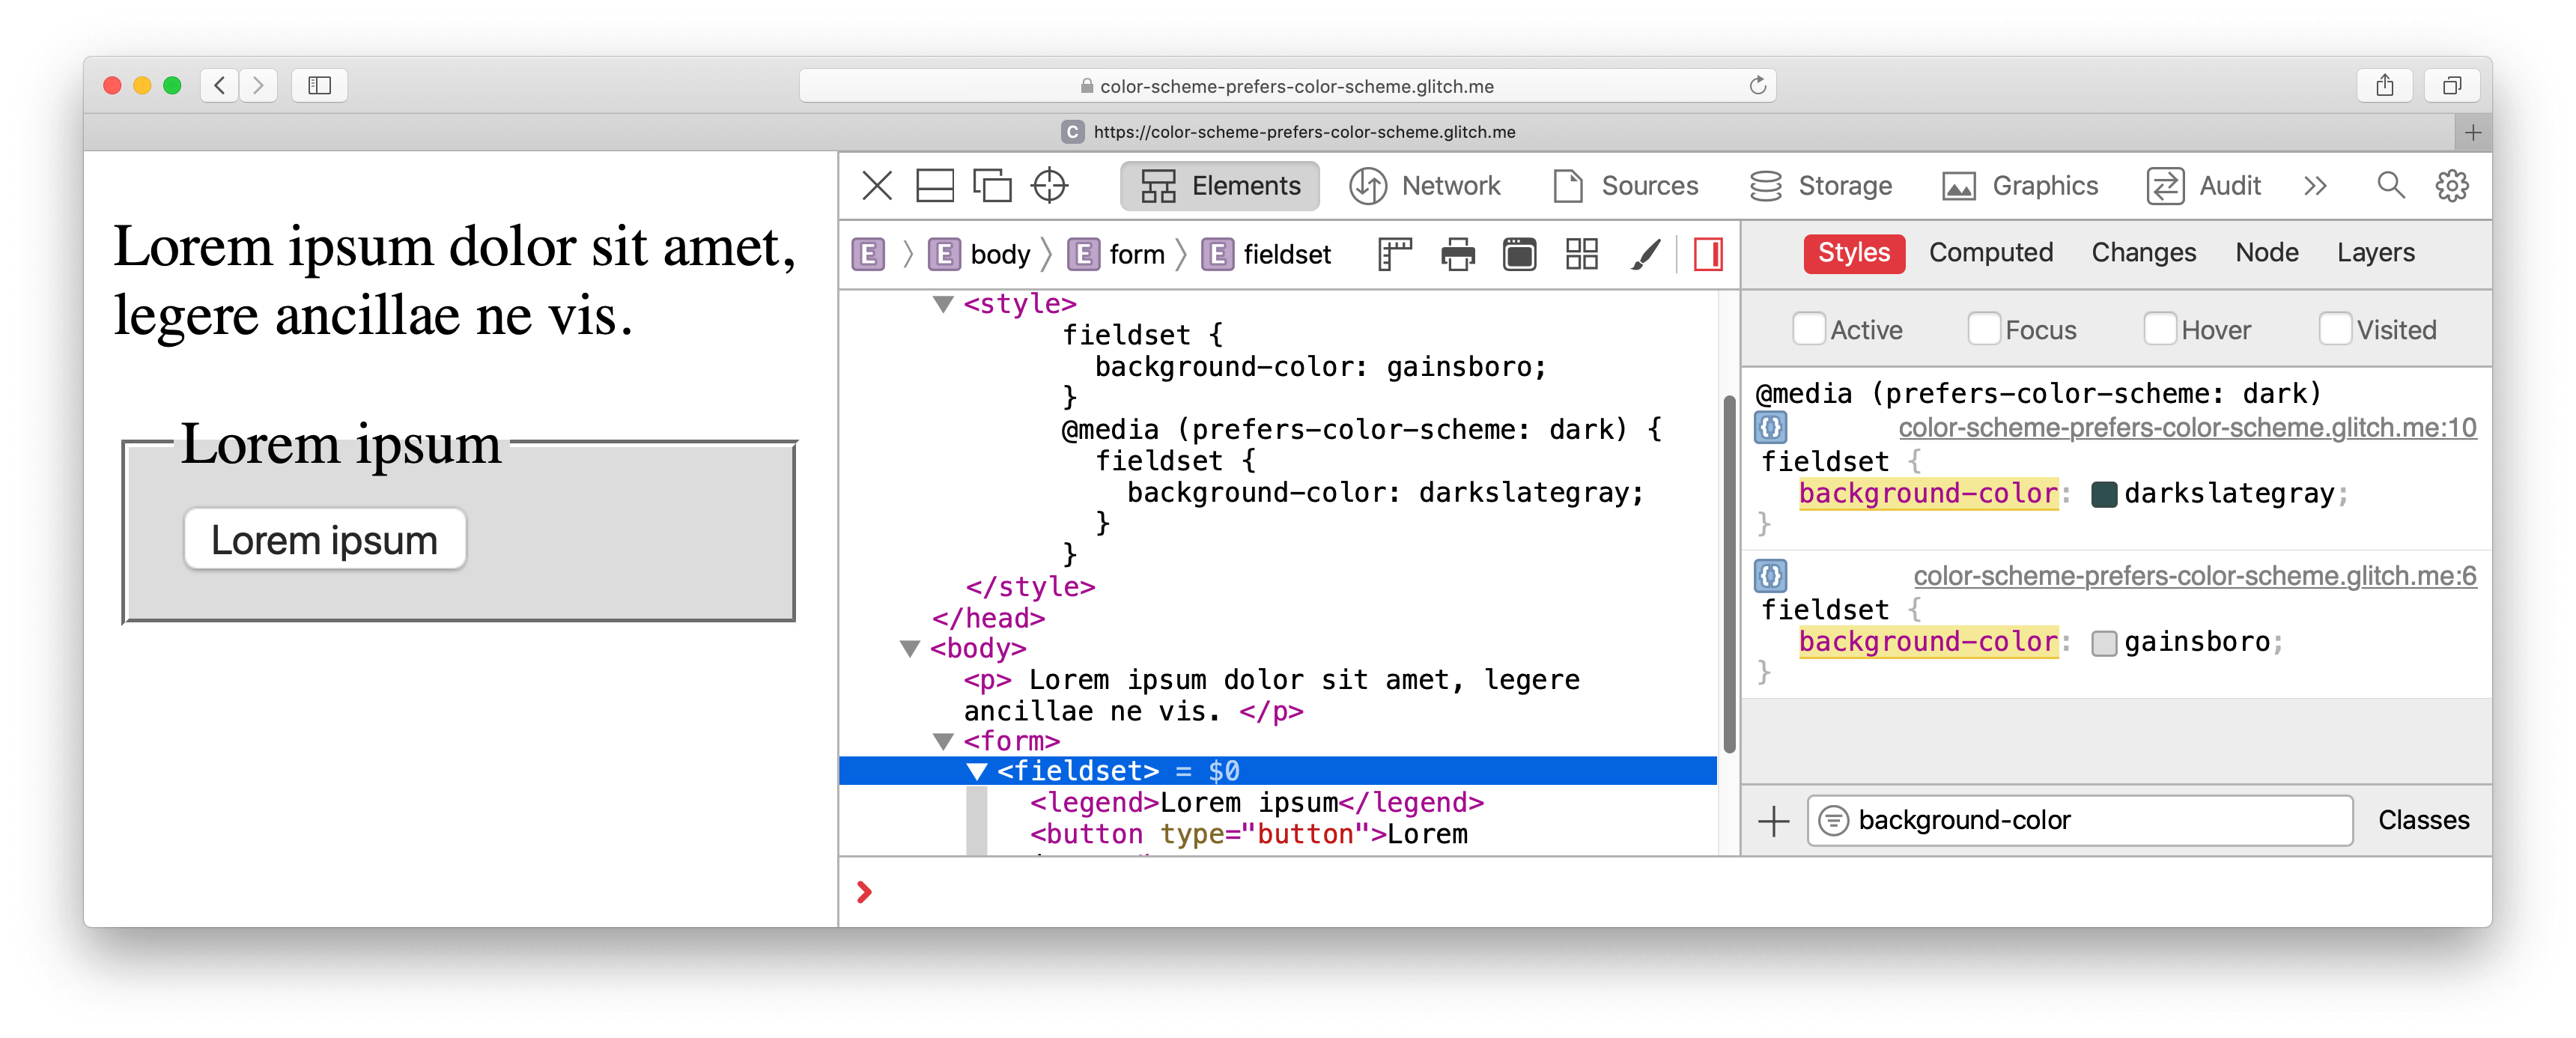 color-scheme-prefers-color-scheme.glitch.me
C https://color-scheme-prefers-color-scheme.glitch.me
Lorem ipsum dolor sit amet,
legere ancillae ne vis.
Lorem ipsum
Lorem ipsum
Elements Network Sources Storage Graphics Audit
E E body E form E fieldset
<style>
fieldset {
background-color: gainsboro;
}
@media (prefers-color-scheme: dark) {
fieldset {
background-color: darkslategray;
}
}
</style>
</head>
<body>
<p> Lorem ipsum dolor sit amet, legere
ancillae ne vis. </p>
<form>
<fieldset> = $0
<legend>Lorem ipsum</legend>
<button type="button">Lorem
Styles Computed Changes Node Layers
Active Focus Hover Visited
@media (prefers-color-scheme: dark)
color-scheme-prefers-color-scheme.glitch.me:10
fieldset {
background-color: darkslategray;
}
color-scheme-prefers-color-scheme.glitch.me:6
fieldset {
background-color: gainsboro;
}
background-color
Classes